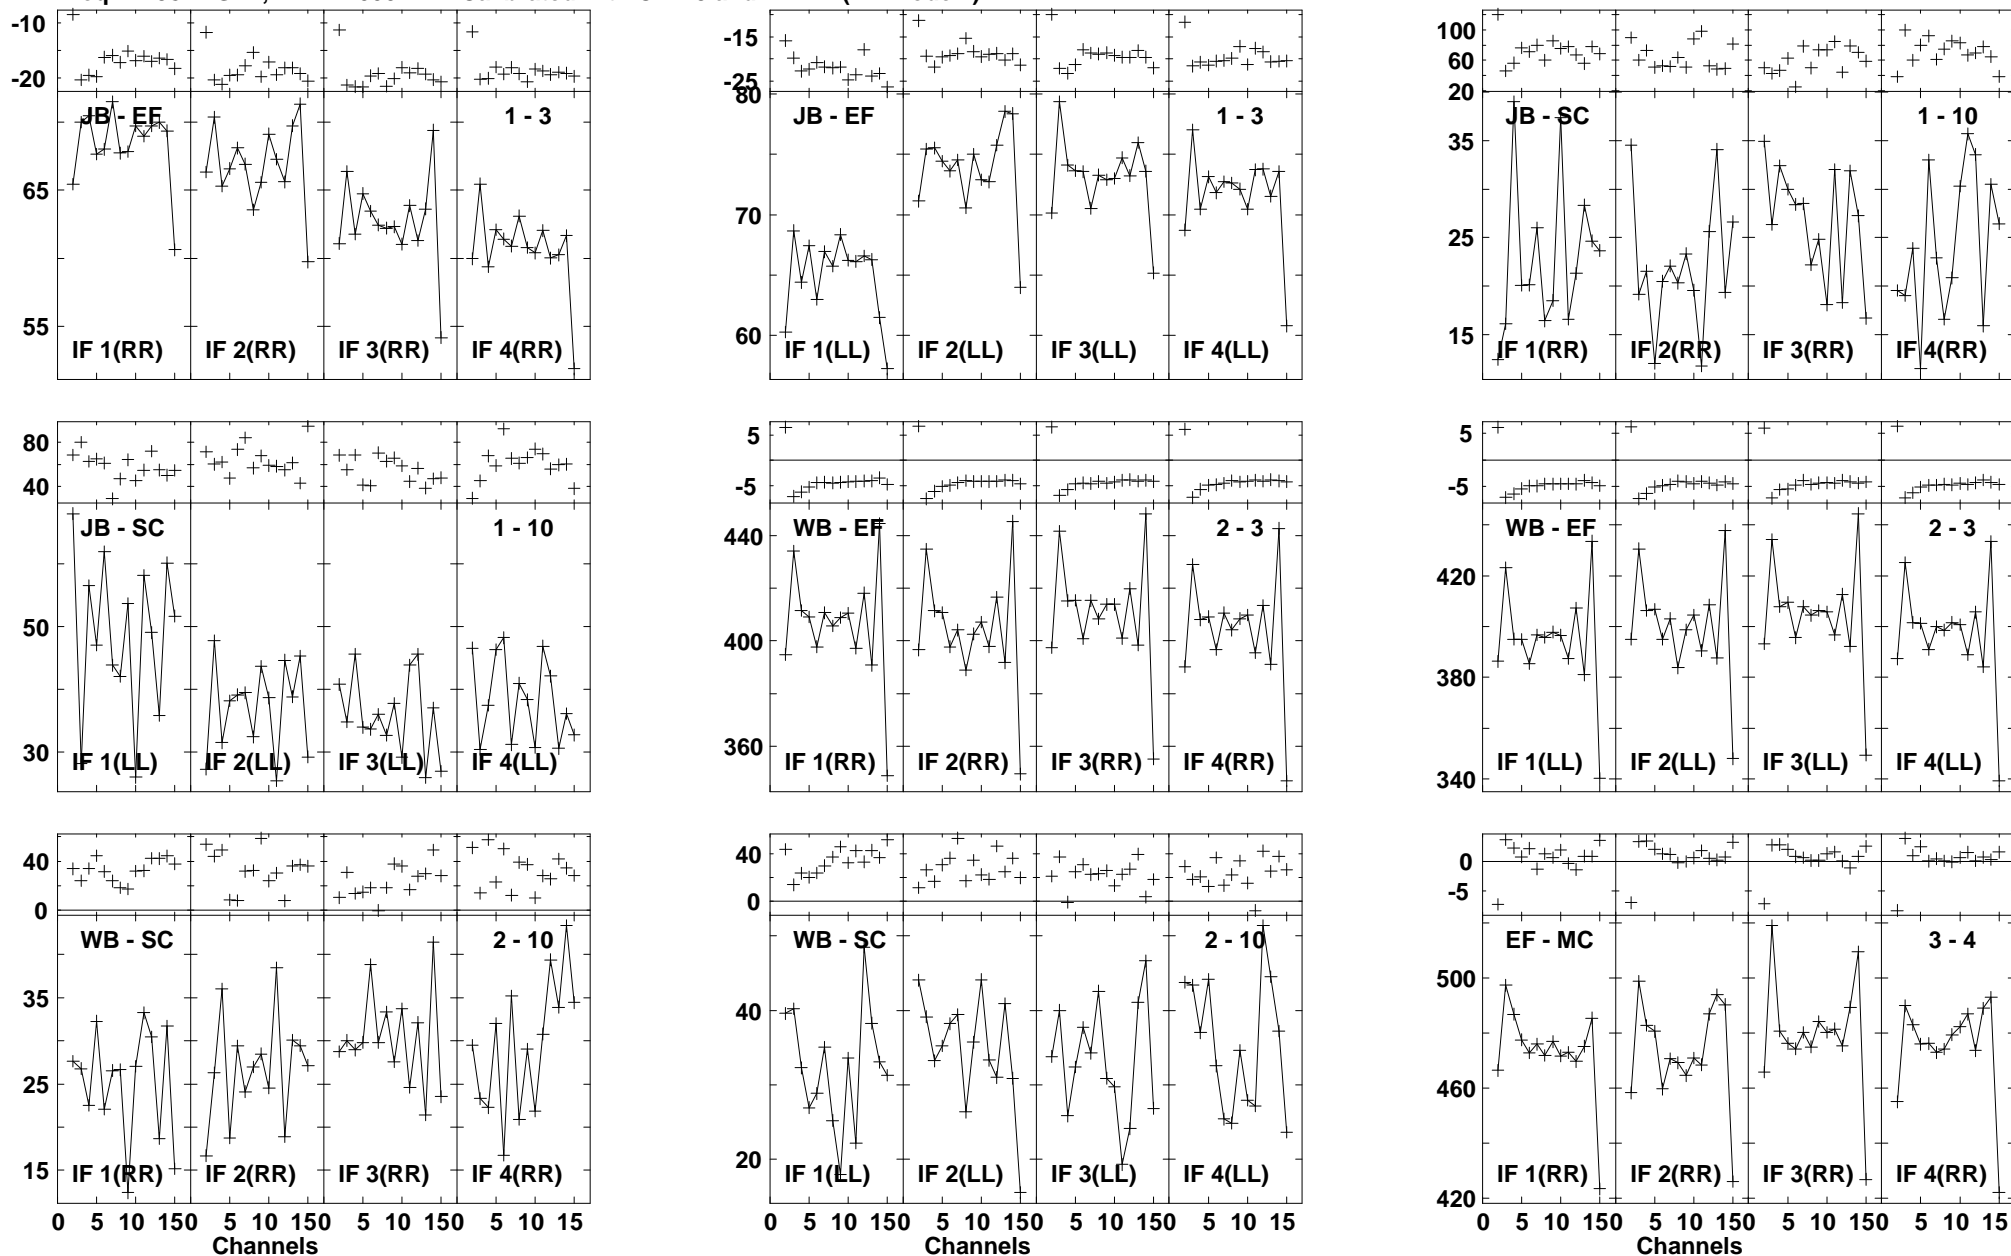 -10
-20
JB - EF
1 - 3
65
55
IF 1(RR)
IF 2(RR)
IF 3(RR)
IF 4(RR)
-15
-25
80
JB - EF
1 - 3
70
60
IF 1(LL)
IF 2(LL)
IF 3(LL)
IF 4(LL)
100
60
20
JB - SC
1 - 10
35
25
15
IF 1(RR)
IF 2(RR)
IF 3(RR)
IF 4(RR)
80
40
JB - SC
1 - 10
50
30
IF 1(LL)
IF 2(LL)
IF 3(LL)
IF 4(LL)
5
-5
WB - EF
2 - 3
440
400
360
IF 1(RR)
IF 2(RR)
IF 3(RR)
IF 4(RR)
5
-5
WB - EF
2 - 3
420
380
340
IF 1(LL)
IF 2(LL)
IF 3(LL)
IF 4(LL)
40
0
WB - SC
2 - 10
35
25
15
IF 1(RR)
IF 2(RR)
IF 3(RR)
IF 4(RR)
0 5 10 150 5 10 150 5 10 150 5 10 15
Channels
40
0
WB - SC
2 - 10
40
20
IF 1(LL)
IF 2(LL)
IF 3(LL)
IF 4(LL)
0 5 10 150 5 10 150 5 10 150 5 10 15
Channels
0
-5
EF - MC
3 - 4
500
460
420
IF 1(RR)
IF 2(RR)
IF 3(RR)
IF 4(RR)
0 5 10 150 5 10 150 5 10 150 5 10 15
Channels